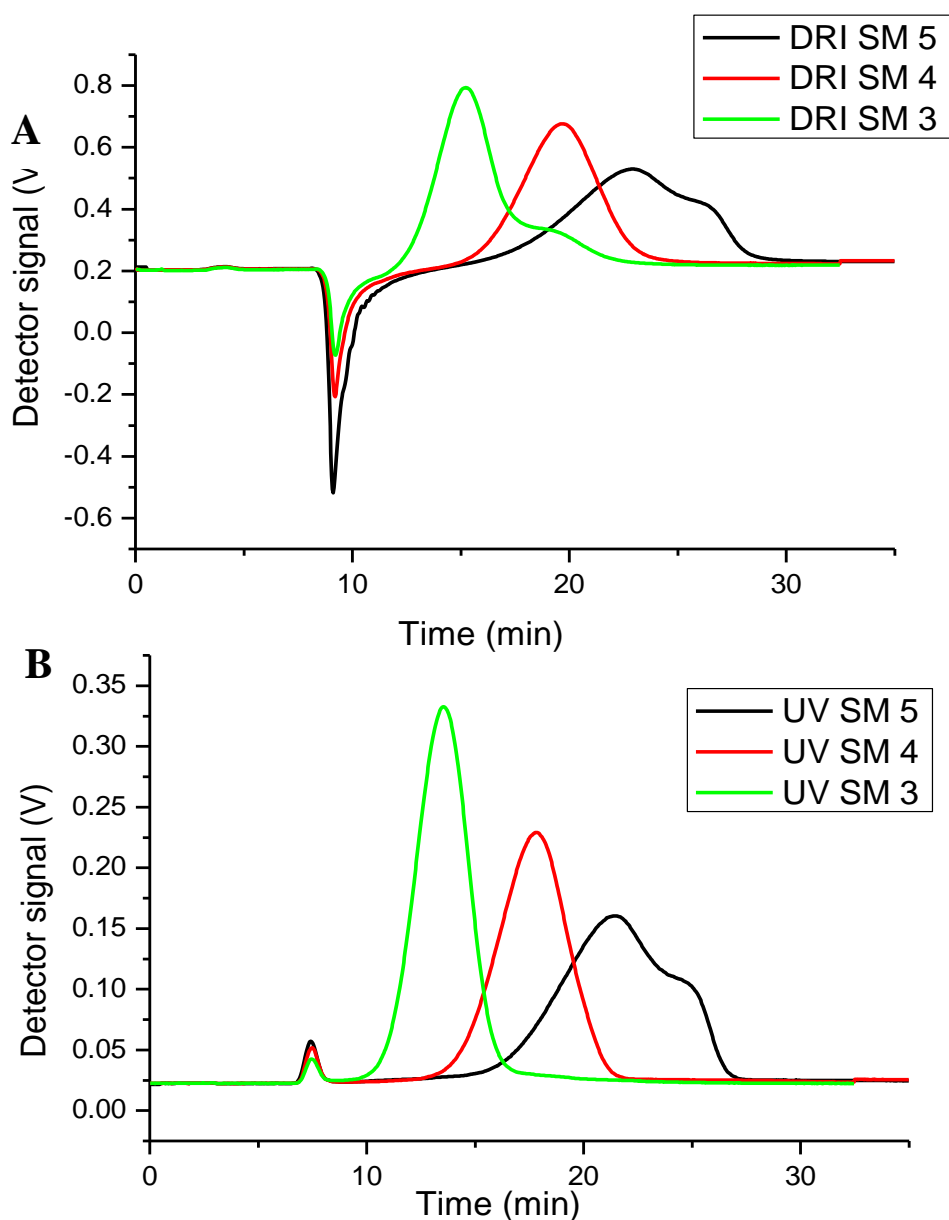 A
DRI SM 5
DRI SM 4
DRI SM 3
Detector signal (V
0.8
0.6
0.4
0.2
0.0
-0.2
-0.4
-0.6
0 10 20 30
Time (min)
B
UV SM 5
UV SM 4
UV SM 3
Detector signal (V)
0.35
0.30
0.25
0.20
0.15
0.10
0.05
0.00
0 10 20 30
Time (min)